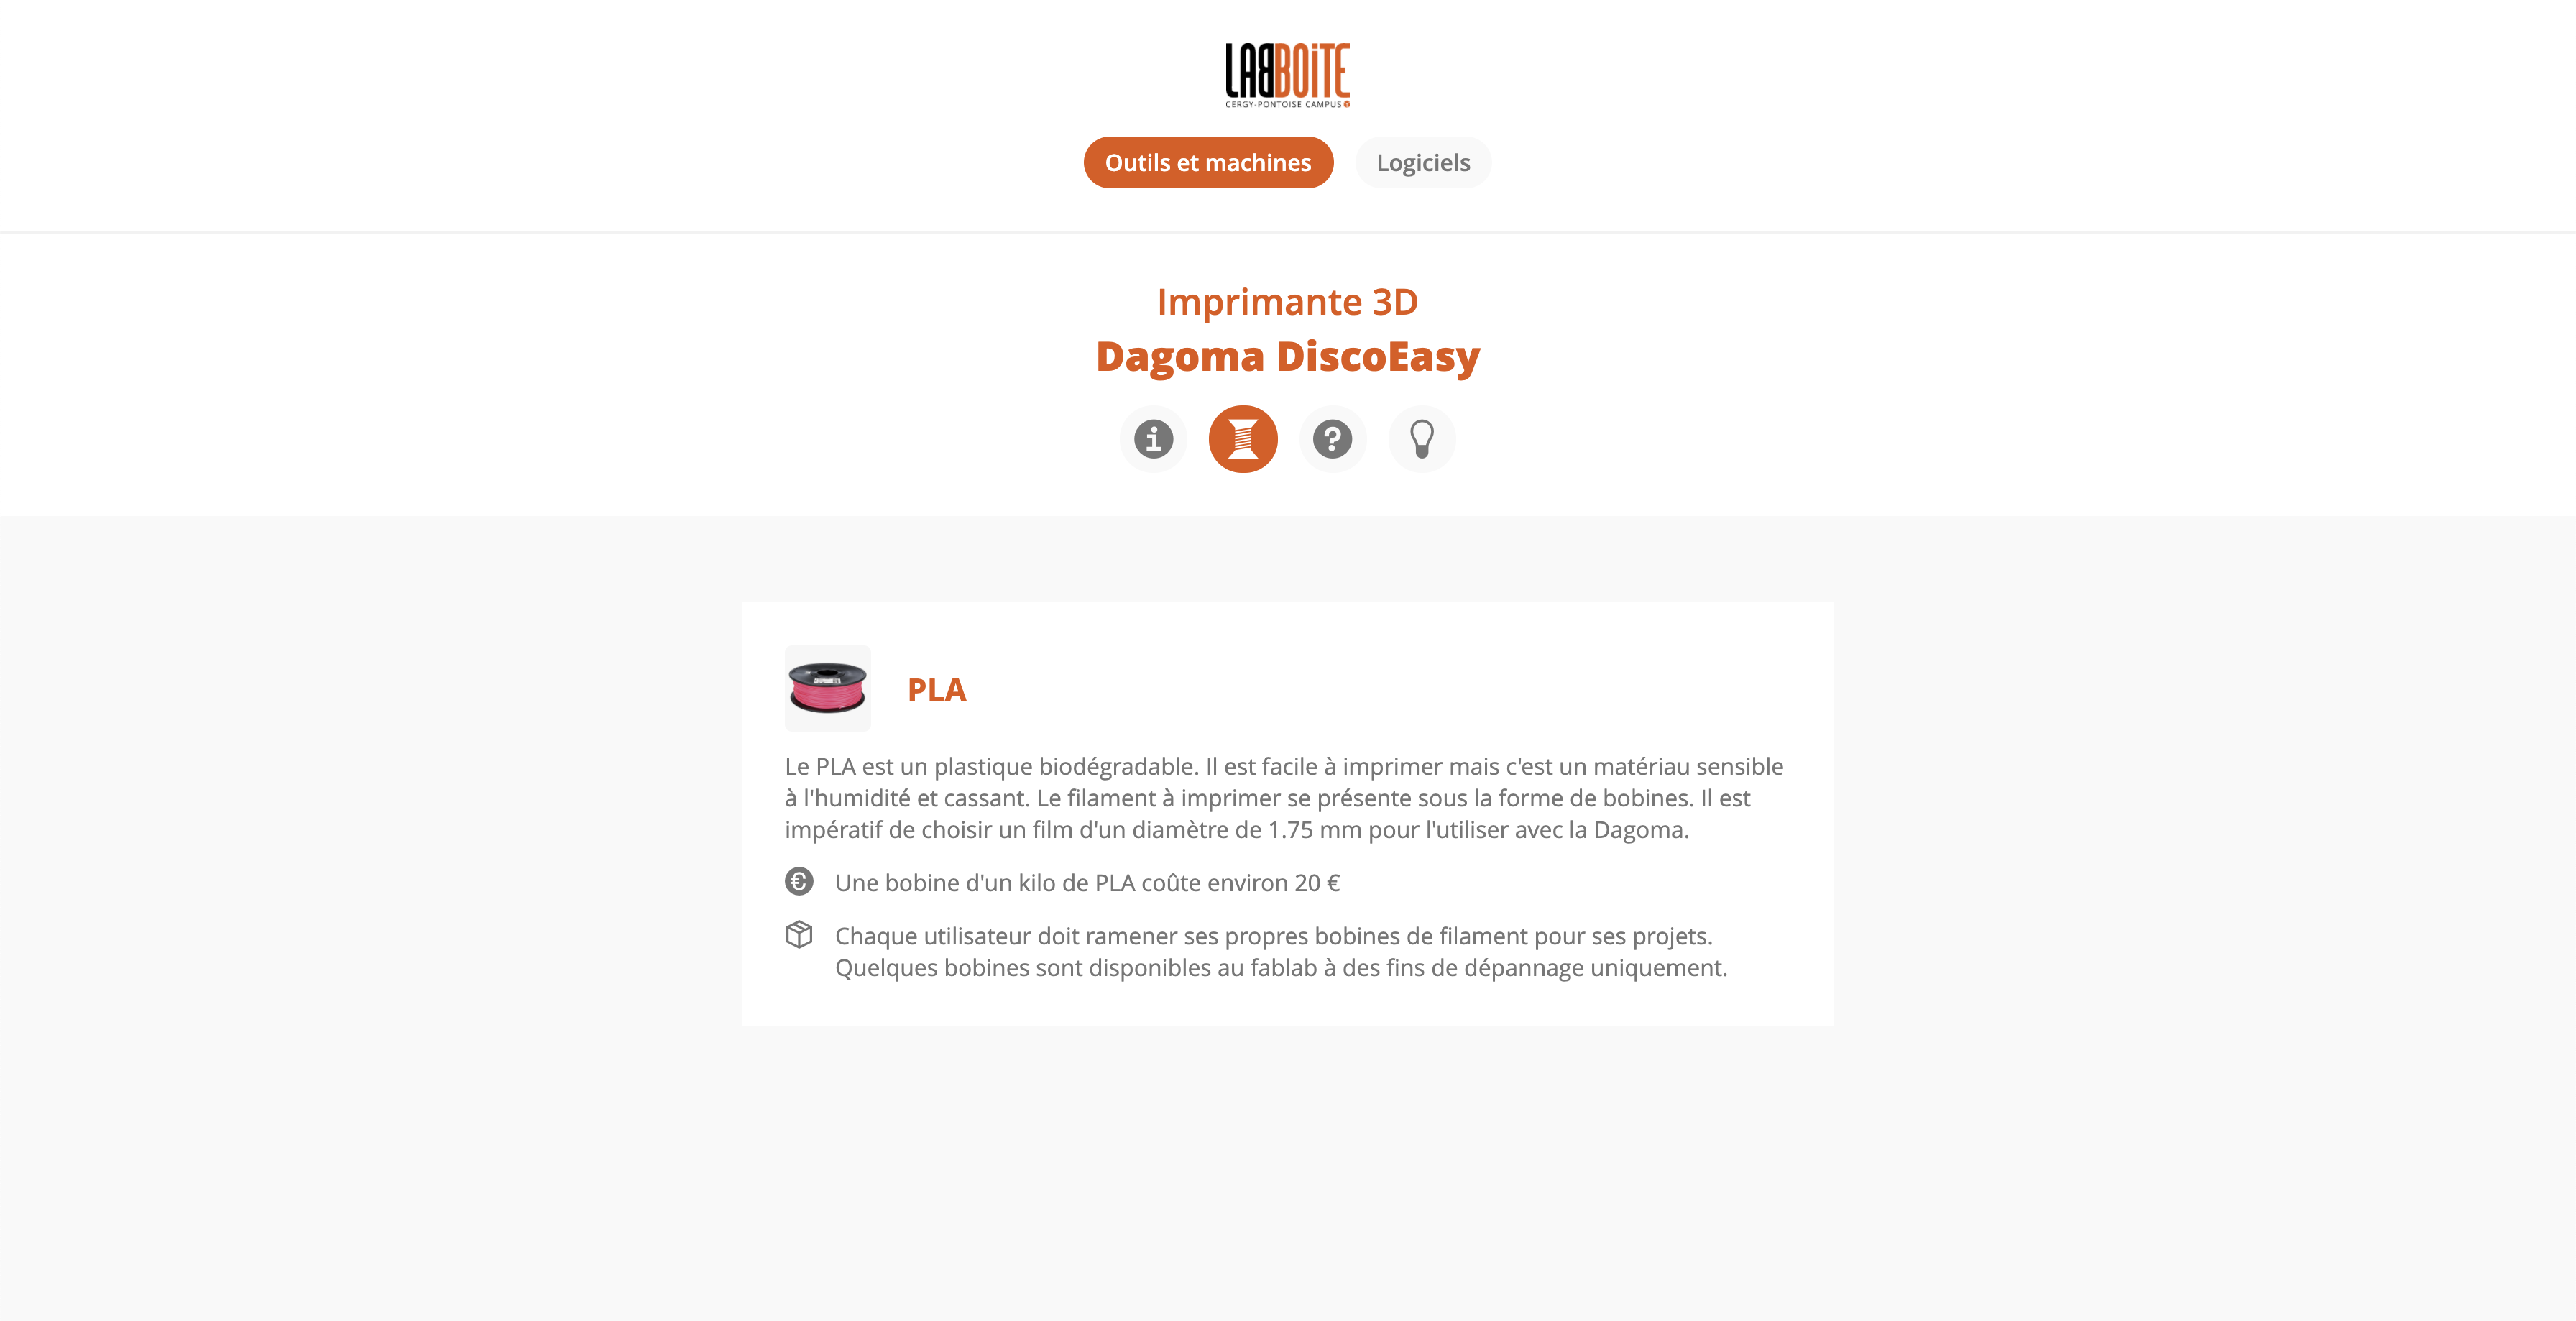 LABBOiTE
CERGY-PONTOISE CAMPUS
Outils et machines
Logiciels
Imprimante 3D
Dagoma DiscoEasy
PLA
Le PLA est un plastique biodégradable. Il est facile à imprimer mais c'est un matériau sensible
à l'humidité et cassant. Le filament à imprimer se présente sous la forme de bobines. Il est
impératif de choisir un film d'un diamètre de 1.75 mm pour l'utiliser avec la Dagoma.
Une bobine d'un kilo de PLA coûte environ 20 €
Chaque utilisateur doit ramener ses propres bobines de filament pour ses projets.
Quelques bobines sont disponibles au fablab à des fins de dépannage uniquement.